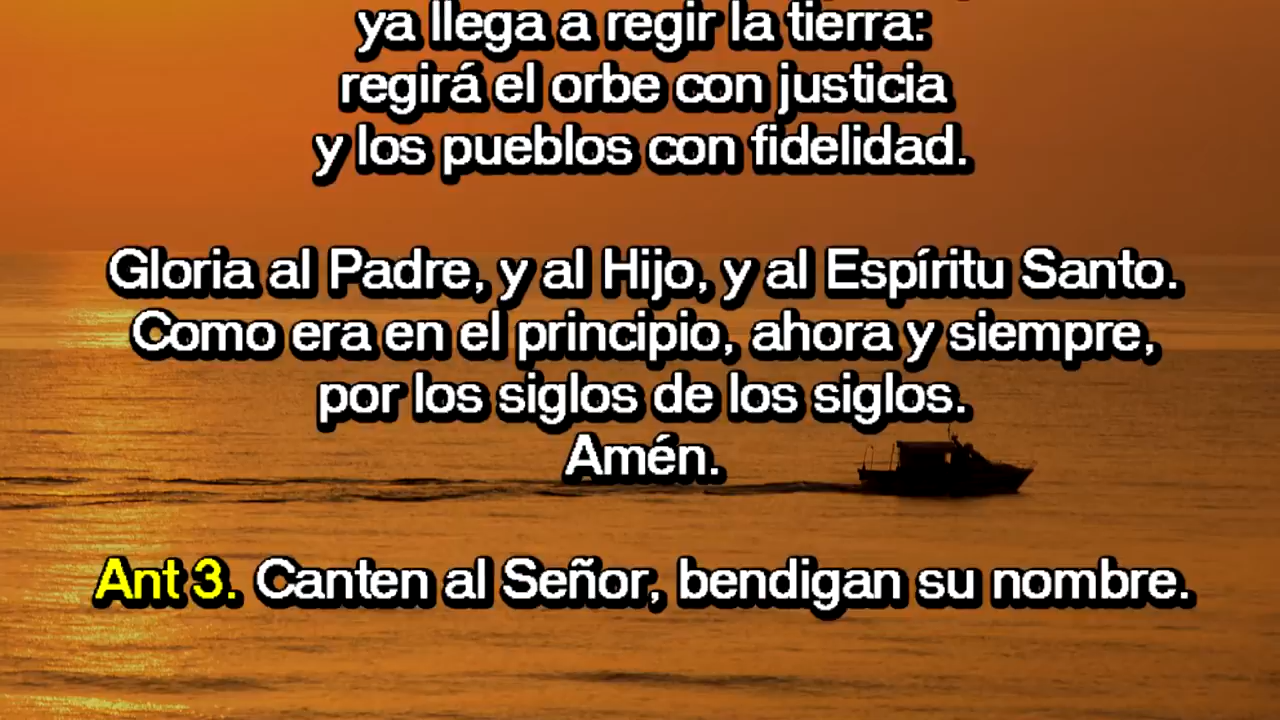 ya llega a regir la tierra:
regirá el orbe con justicia
y los pueblos con fidelidad.
Gloria al Padre, y al Hijo, y al Espíritu Santo.
Como era en el principio, ahora y siempre,
por los siglos de los siglos.
Amén.
Ant 3. Canten al Señor, bendigan su nombre.